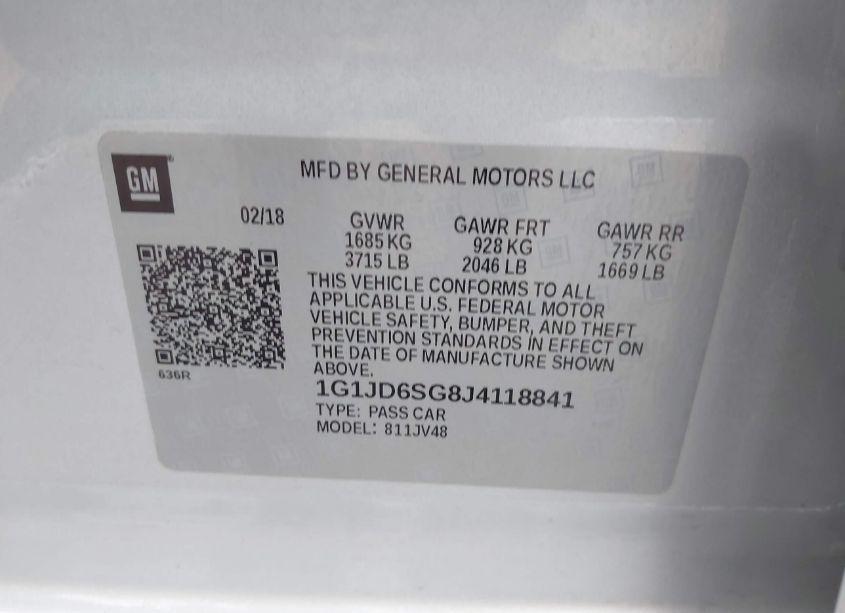 GM
MFD BY GENERAL MOTORS LLC
02/18
GVWR GAWR FRT GAWR RR
1685 KG 928 KG 757 KG
3715 LB 2046 LB 1669 LB
THIS VEHICLE CONFORMS TO ALL
APPLICABLE U.S. FEDERAL MOTOR
VEHICLE SAFETY, BUMPER, AND THEFT
PREVENTION STANDARDS IN EFFECT ON
THE DATE OF MANUFACTURE SHOWN
ABOVE.
636R
1G1JD6SG8J4118841
TYPE: PASS CAR
MODEL: 811JV48